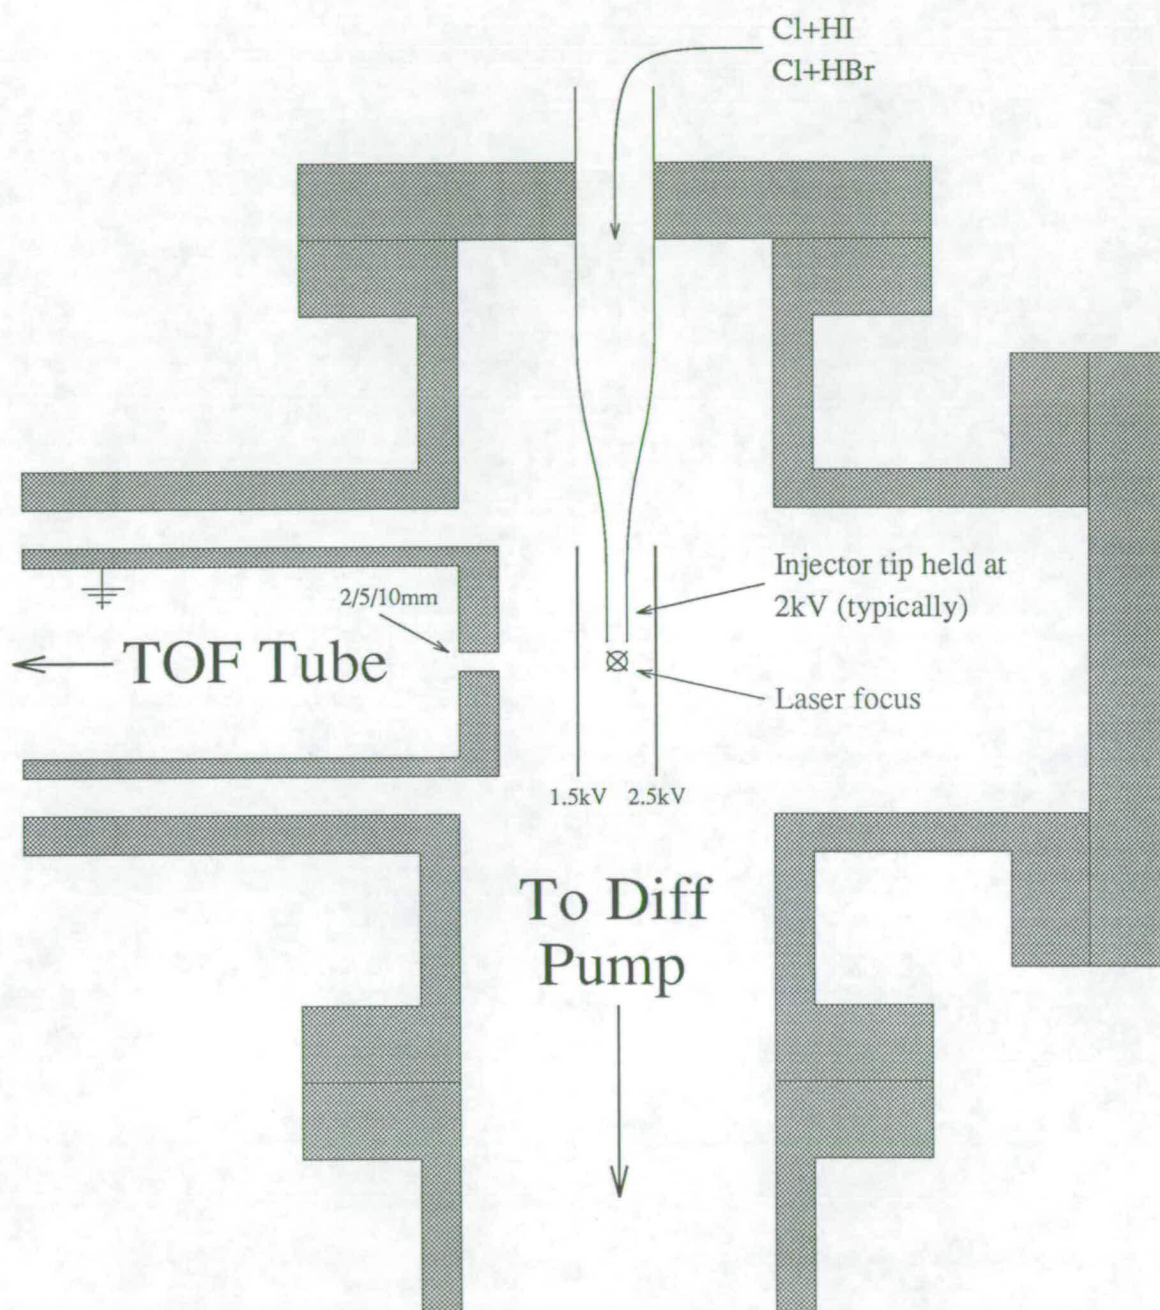 Cl+HI
Cl+HBr
Injector tip held at
2kV (typically)
2/5/10mm
TOF Tube
Laser focus
1.5kV 2.5kV
To Diff
Pump